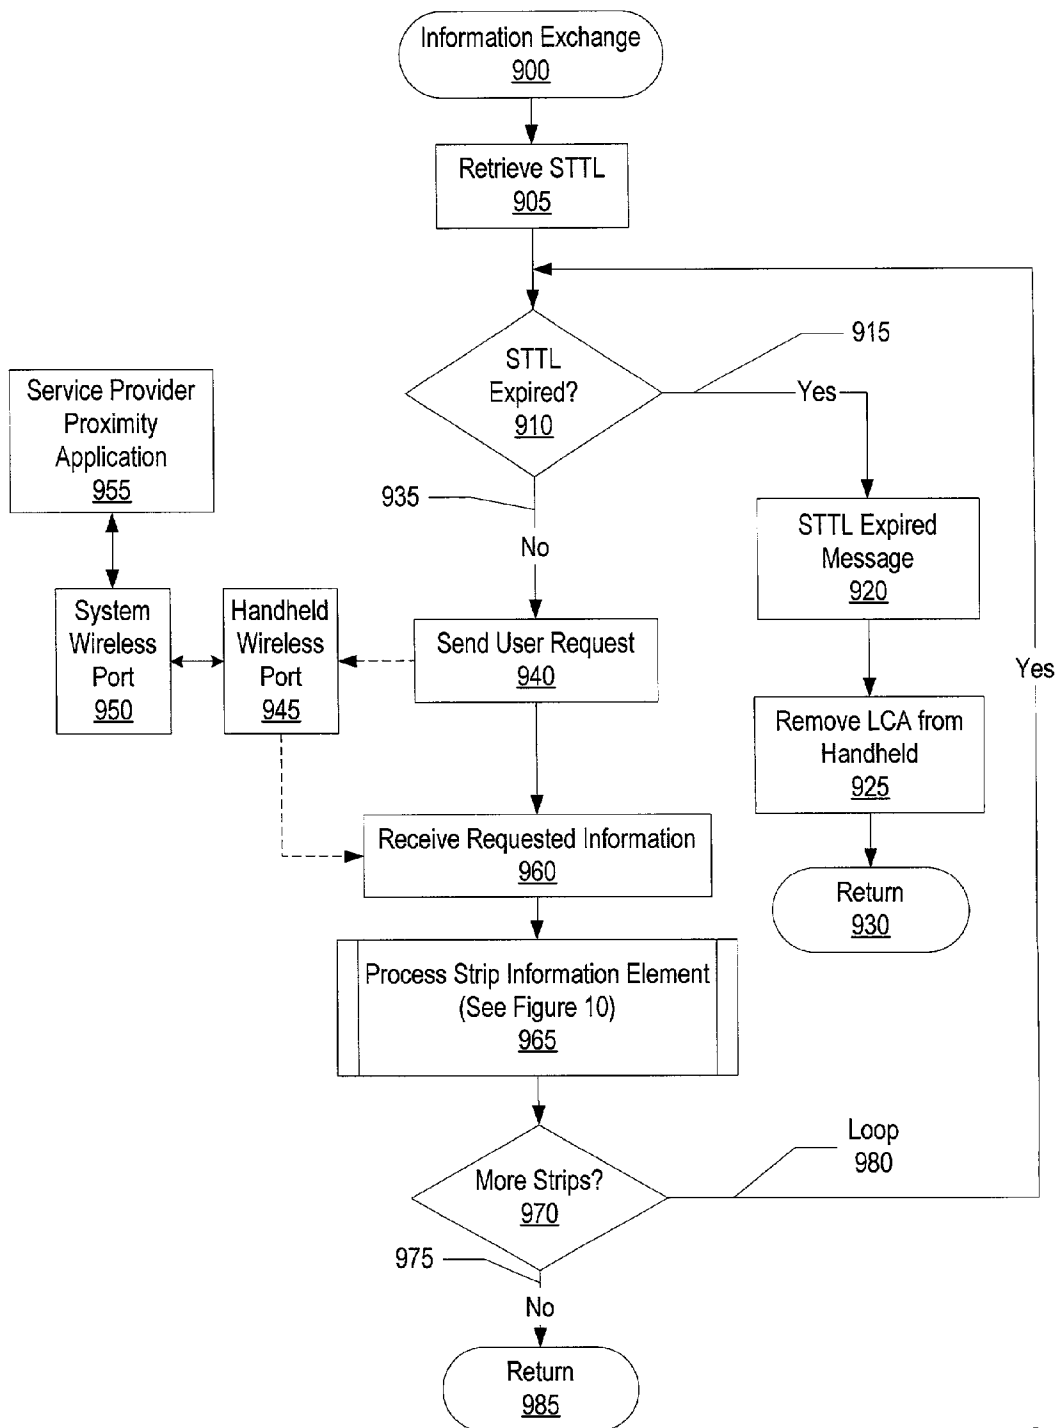 Information Exchange
900
Retrieve STTL
905
STTL
Expired?
910
915
Yes
Service Provider
Proximity
Application
955
935
No
STTL Expired
Message
920
System
Wireless
Port
950
Handheld
Wireless
Port
945
Send User Request
940
Yes
Remove LCA from
Handheld
925
Receive Requested Information
960
Return
930
Process Strip Information Element
(See Figure 10)
965
Loop
980
More Strips?
970
975
No
Return
985